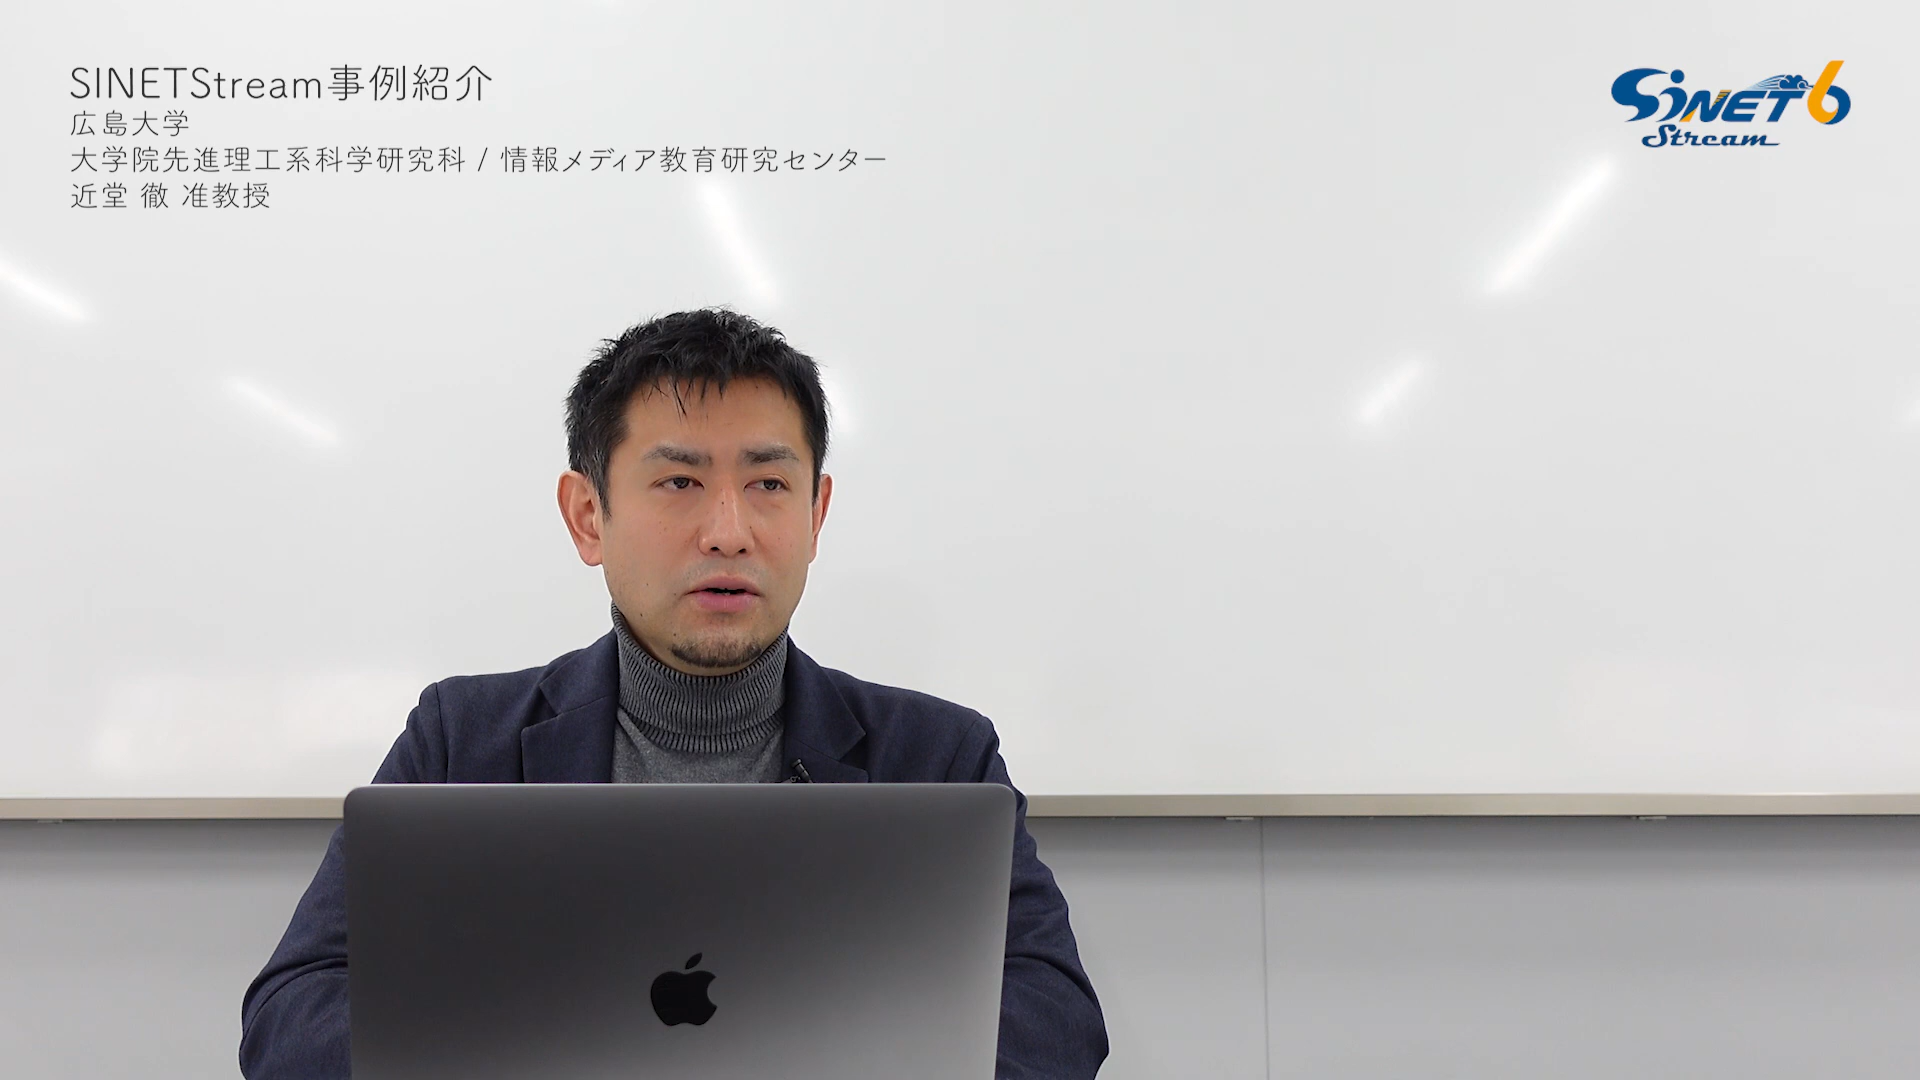 SINETStream事例紹介
広島大学
大学院先進理工系科学研究科 / 情報メディア教育研究センター
近堂 徹 准教授
SiNET6
Stream